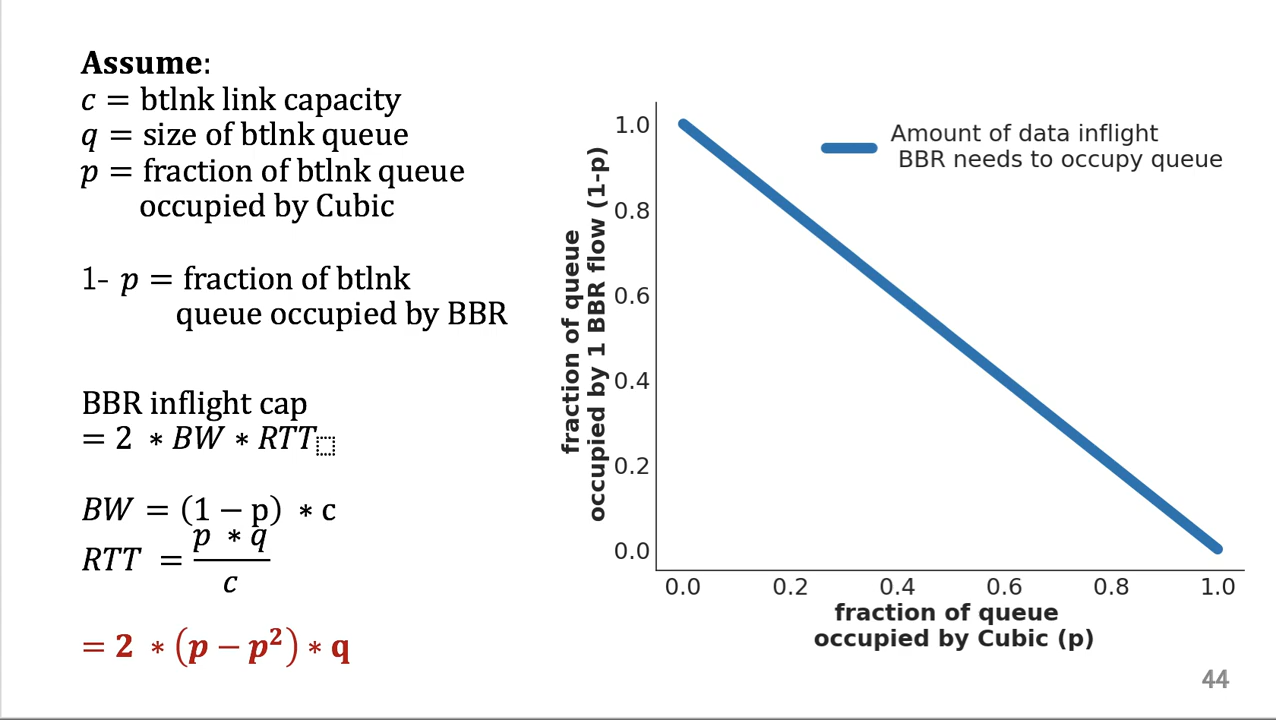 Assume:
c = btlnk link capacity
q = size of btlnk queue
p = fraction of btlnk queue
occupied by Cubic
1- p = fraction of btlnk
queue occupied by BBR
BBR inflight cap
= 2 * BW * RTT
BW = (1 − p) * c
RTT = p * q / c
= 2 * (p − p²) * q
fraction of queue
occupied by 1 BBR flow (1-p)
1.0
0.8
0.6
0.4
0.2
0.0
Amount of data inflight
BBR needs to occupy queue
0.0 0.2 0.4 0.6 0.8 1.0
fraction of queue
occupied by Cubic (p)
44